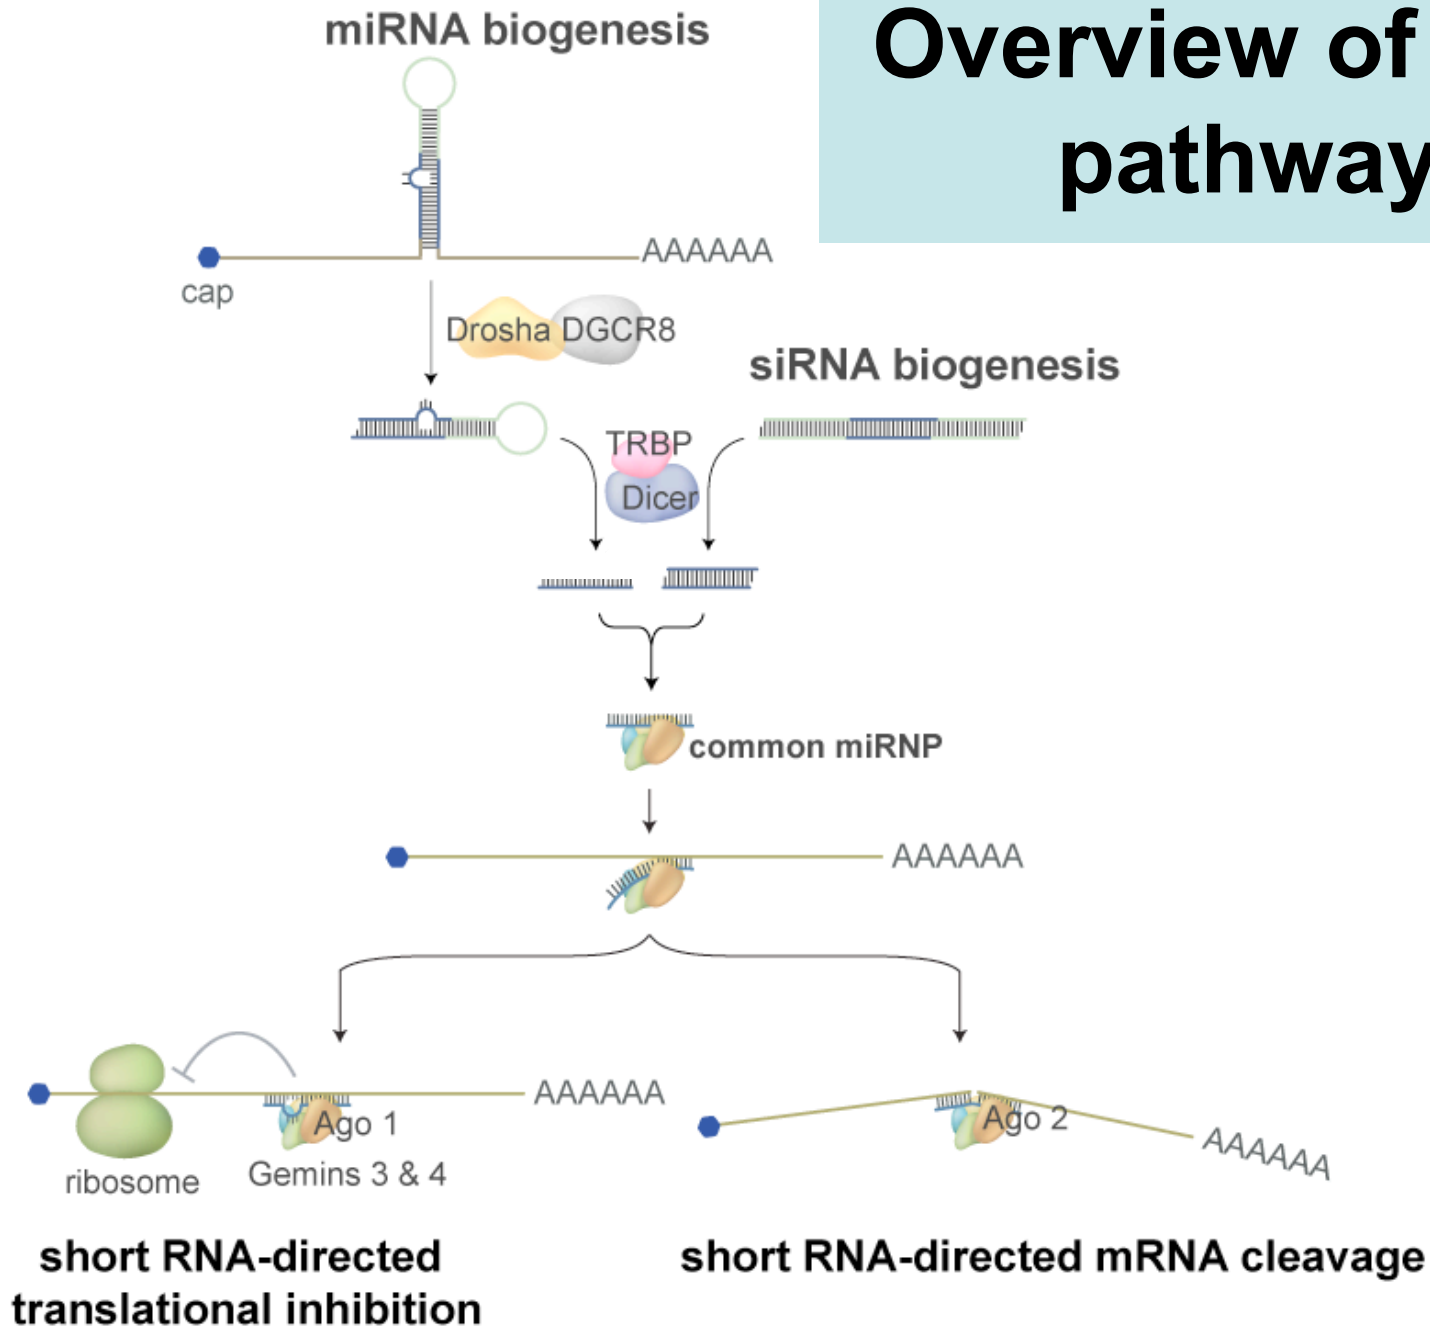 miRNA biogenesis
Overview of
pathway
AAAAAA
cap
Drosha DGCR8
siRNA biogenesis
TRBP
Dicer
common miRNP
AAAAAA
AAAAAA
Ago 1
Ago 2
AAAAAA
ribosome
Gemins 3 & 4
short RNA-directed
translational inhibition
short RNA-directed mRNA cleavage